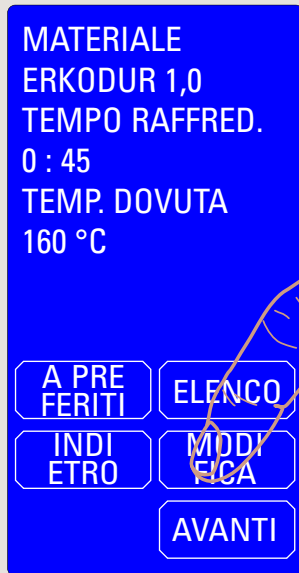 MATERIALE
ERKODUR 1,0
TEMPO RAFFRED.
0 : 45
TEMP. DOVUTA
160 °C
A PRE
FERITI
ELENCO
INDI
ETRO
MODI
FICA
AVANTI